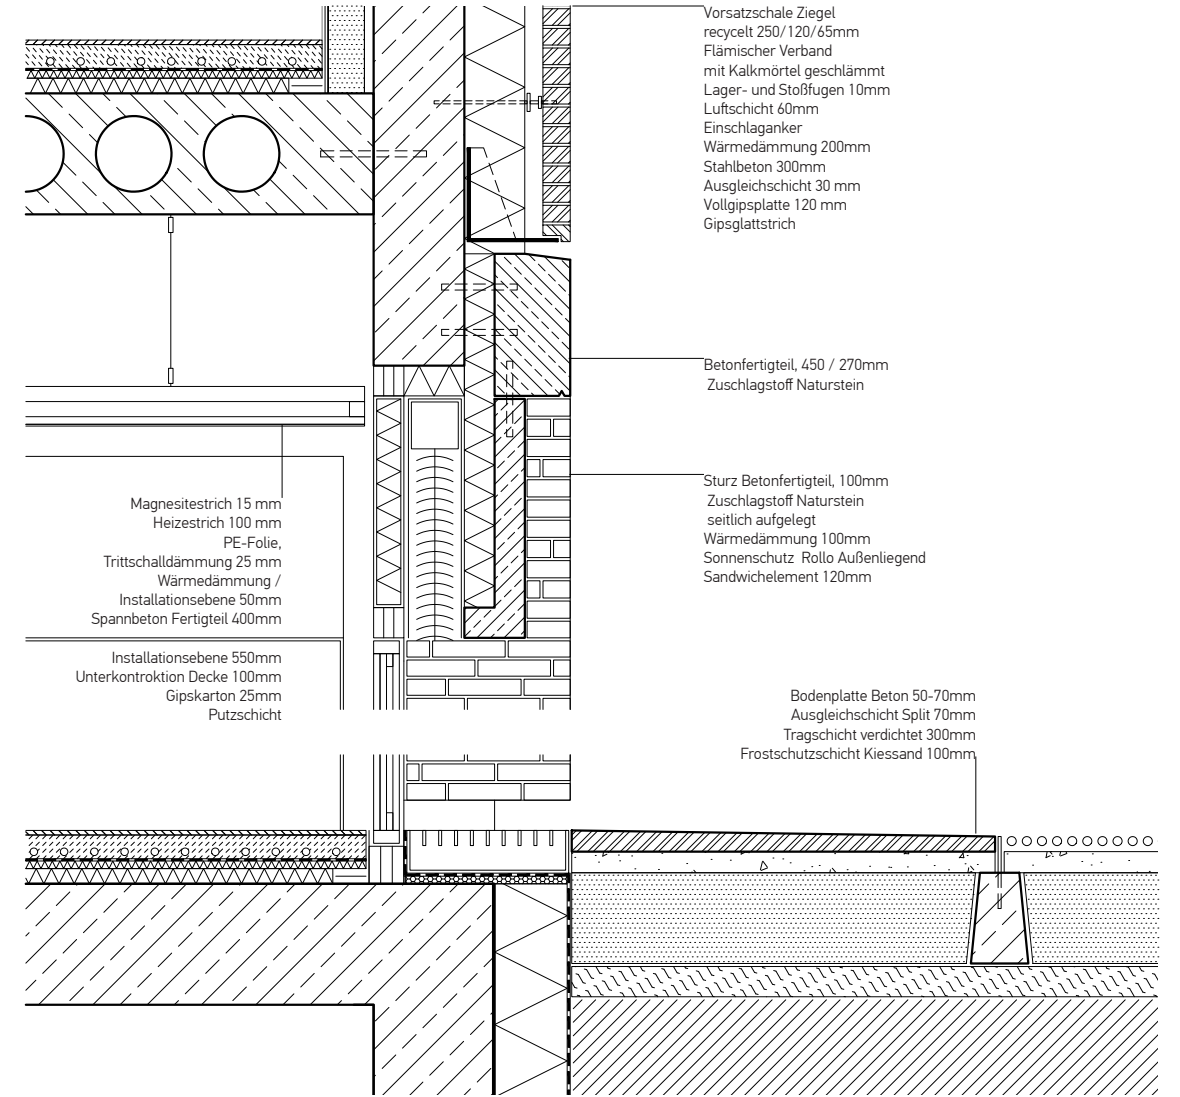 Vorsatzschale Ziegel
recycelt 250/120/65mm
Flämischer Verband
mit Kalkmörtel geschlämmt
Lager- und Stoßfugen 10mm
Luftschicht 60mm
Einschlaganker
Wärmedämmung 200mm
Stahlbeton 300mm
Ausgleichschicht 30 mm
Vollgipsplatte 120 mm
Gipsglattstrich
Betonfertigteil, 450 / 270mm
Zuschlagstoff Naturstein
Sturz Betonfertigteil, 100mm
Zuschlagstoff Naturstein
seitlich aufgelegt
Wärmedämmung 100mm
Sonnenschutz Rollo Außenliegend
Sandwichelement 120mm
Magnesitestrich 15 mm
Heizestrich 100 mm
PE-Folie,
Trittschalldämmung 25 mm
Wärmedämmung /
Installationsebene 50mm
Spannbeton Fertigteil 400mm
Installationsebene 550mm
Unterkontroktion Decke 100mm
Gipskarton 25mm
Putzschicht
Bodenplatte Beton 50-70mm
Ausgleichschicht Split 70mm
Tragschicht verdichtet 300mm
Frostschutzschicht Kiessand 100mm